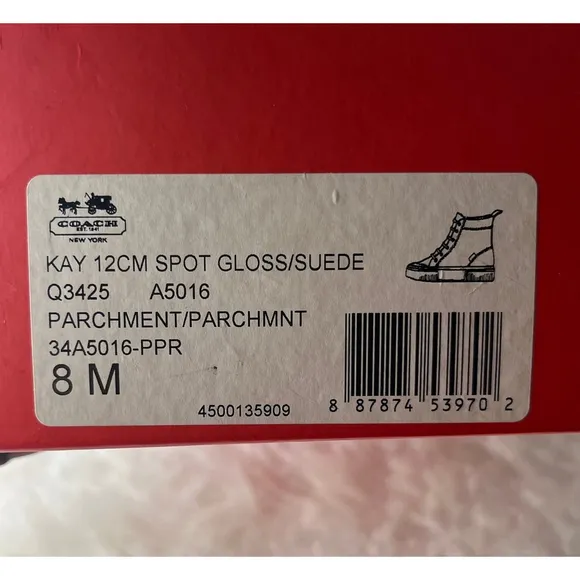 COACH
EST. 1941
NEW YORK
KAY 12CM SPOT GLOSS/SUEDE
Q3425 A5016
PARCHMENT/PARCHMNT
34A5016-PPR
8 M
4500135909
8 87874 53970 2